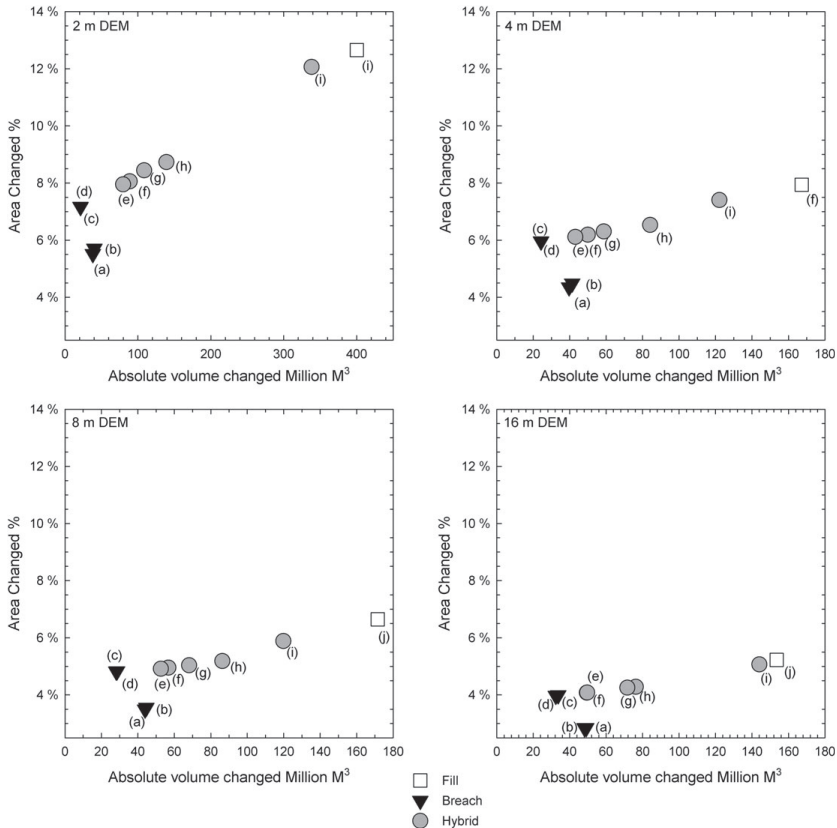 14 %
12 %
10 %
8 %
6 %
4 %
Area Changed %
2 m DEM
(i)
(i)
(h)
(g)
(f)
(e)
(d)
(c)
(b)
(a)
0 100 200 300 400
Absolute volume changed Million M³
14 %
12 %
10 %
8 %
6 %
4 %
Area Changed %
4 m DEM
(f)
(i)
(h)
(g)
(e)(f)
(c)
(d)
(b)
(a)
0 20 40 60 80 100 120 140 160 180
Absolute volume changed Million M³
14 %
12 %
10 %
8 %
6 %
4 %
Area Changed %
8 m DEM
(j)
(i)
(h)
(g)
(f)
(e)
(c)
(d)
(a)
(b)
0 20 40 60 80 100 120 140 160 180
Absolute volume changed Million M³
14 %
12 %
10 %
8 %
6 %
4 %
Area Changed %
16 m DEM
(j)
(i)
(e)
(f)
(g)(h)
(d)(c)
(b) (a)
0 20 40 60 80 100 120 140 160 180
Absolute volume changed Million M³
Fill
Breach
Hybrid